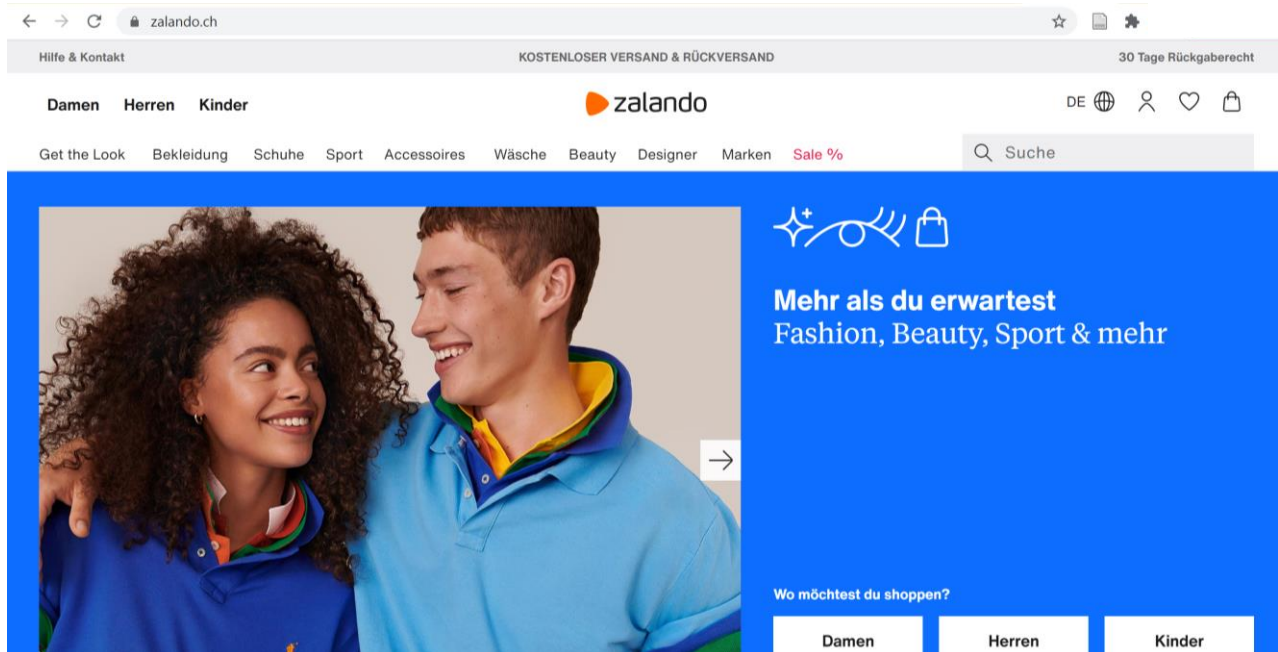 zalando.ch
Hilfe & Kontakt KOSTENLOSER VERSAND & RÜCKVERSAND 30 Tage Rückgaberecht
Damen Herren Kinder zalando DE
Get the Look Bekleidung Schuhe Sport Accessoires Wäsche Beauty Designer Marken Sale % Suche
Mehr als du erwartest
Fashion, Beauty, Sport & mehr
Wo möchtest du shoppen?
Damen Herren Kinder